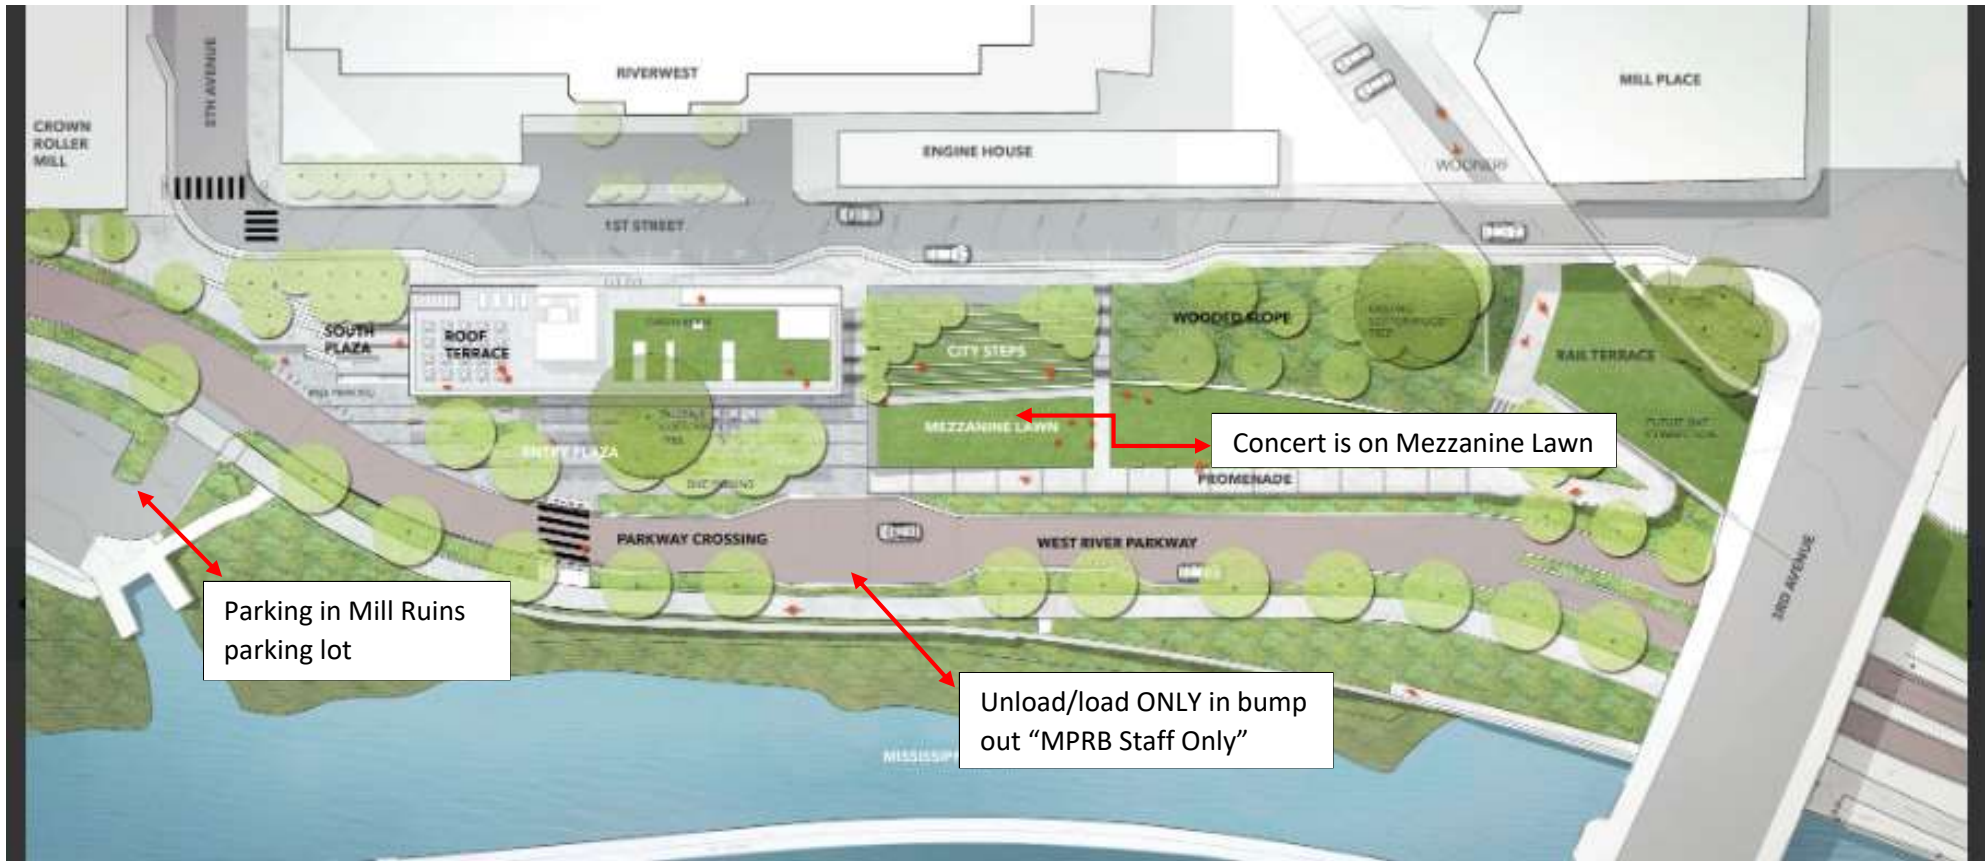 5TH AVENUE
RIVERWEST
MILL PLACE
CROWN
ROLLER
MILL
ENGINE HOUSE
WOONERF
1ST STREET
SOUTH
PLAZA
ROOF
TERRACE
CITY STEPS
WOODED SLOPE
RAIL TERRACE
MEZZANINE LAWN
Concert is on Mezzanine Lawn
ENTRY PLAZA
PROMENADE
PARKWAY CROSSING
WEST RIVER PARKWAY
3RD AVENUE
Parking in Mill Ruins
parking lot
Unload/load ONLY in bump
out “MPRB Staff Only”